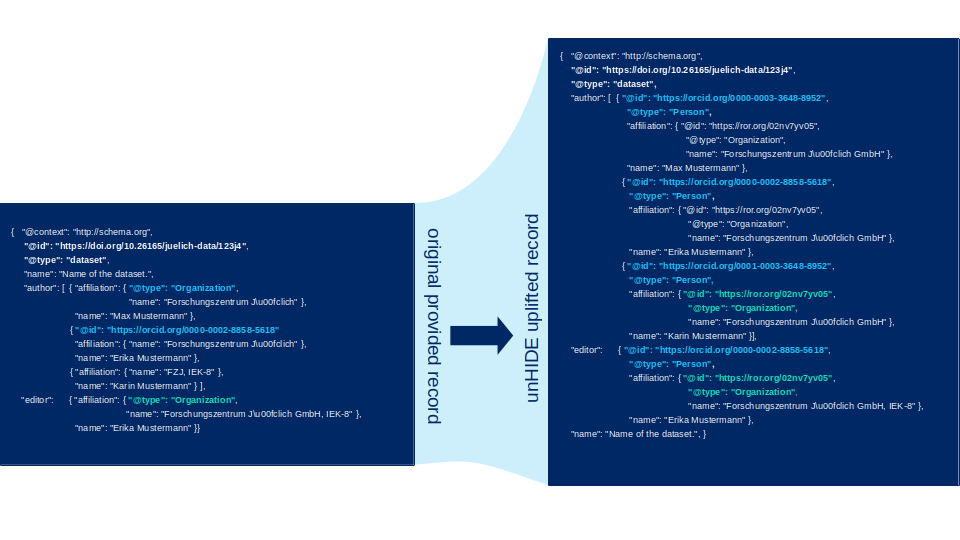 { "@context": "http://schema.org",
"@id": "https://doi.org/10.26165/juelich-data/123j4",
"@type": "dataset",
"name": "Name of the dataset.",
"author": [ { "affiliation": { "@type": "Organization",
"name": "Forschungszentrum J\u00fclich" },
"name": "Max Mustermann" },
{ "@id": "https://orcid.org/0000-0002-8858-5618"
"affiliation": { "name": "Forschungszentrum J\u00fclich" },
"name": "Erika Mustermann" },
{ "affiliation": { "name": "FZJ, IEK-8" },
"name": "Karin Mustermann" } ],
"editor": { "affiliation": { "@type": "Organization",
"name": "Forschungszentrum J\u00fclich GmbH, IEK-8" },
"name": "Erika Mustermann" }}
original provided record
unHIDE uplifted record
{ "@context": "http://schema.org",
"@id": "https://doi.org/10.26165/juelich-data/123j4",
"@type": "dataset",
"author": [ { "@id": "https://orcid.org/0000-0003-3648-8952",
"@type": "Person",
"affiliation": { "@id": "https://ror.org/02nv7yv05",
"@type": "Organization",
"name": "Forschungszentrum J\u00fclich GmbH" },
"name": "Max Mustermann" },
{ "@id": "https://orcid.org/0000-0002-8858-5618",
"@type": "Person",
"affiliation": { "@id": "https://ror.org/02nv7yv05",
"@type": "Organization",
"name": "Forschungszentrum J\u00fclich GmbH" },
"name": "Erika Mustermann" },
{ "@id": "https://orcid.org/0001-0003-3648-8952",
"@type": "Person",
"affiliation": { "@id": "https://ror.org/02nv7yv05",
"@type": "Organization",
"name": "Forschungszentrum J\u00fclich GmbH" },
"name": "Karin Mustermann" }],
"editor": { "@id": "https://orcid.org/0000-0002-8858-5618",
"@type": "Person",
"affiliation": { "@id": "https://ror.org/02nv7yv05",
"@type": "Organization",
"name": "Forschungszentrum J\u00fclich GmbH, IEK-8" },
"name": "Erika Mustermann" },
"name": "Name of the dataset.", }